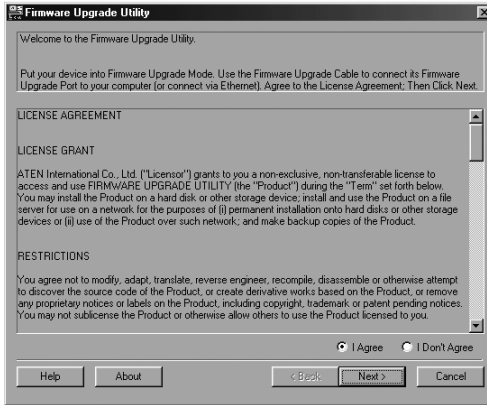 Firmware Upgrade Utility
Welcome to the Firmware Upgrade Utility.
Put your device into Firmware Upgrade Mode. Use the Firmware Upgrade Cable to connect its Firmware
Upgrade Port to your computer (or connect via Ethernet). Agree to the License Agreement; Then Click Next.
LICENSE AGREEMENT
LICENSE GRANT
ATEN International Co., Ltd. ("Licensor") grants to you a non-exclusive, non-transferable license to
access and use FIRMWARE UPGRADE UTILITY (the "Product") during the "Term" set forth below.
You may install the Product on a hard disk or other storage device; install and use the Product on a file
server for use on a network for the purposes of (i) permanent installation onto hard disks or other storage
devices or (ii) use of the Product over such network; and make backup copies of the Product.
RESTRICTIONS
You agree not to modify, adapt, translate, reverse engineer, recompile, disassemble or otherwise attempt
to discover the source code of the Product, or create derivative works based on the Product, or remove
any proprietary notices or labels on the Product, including copyright, trademark or patent pending notices.
You may not sublicense the Product or otherwise allow others to use the Product licensed to you.
I Agree I Don't Agree
Help About < Back Next > Cancel